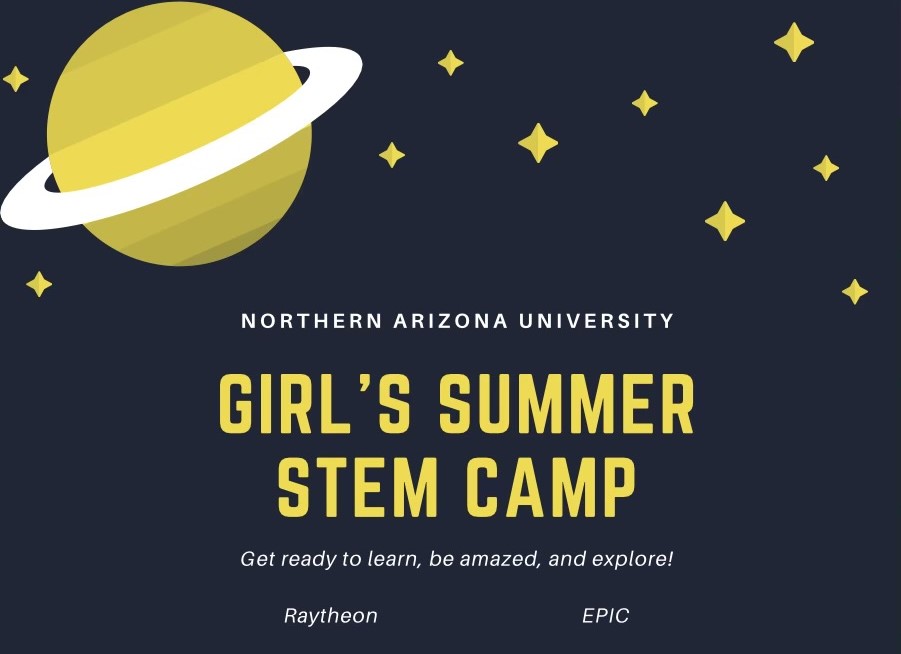 NORTHERN ARIZONA UNIVERSITY
GIRL'S SUMMER
STEM CAMP
Get ready to learn, be amazed, and explore!
Raytheon EPIC